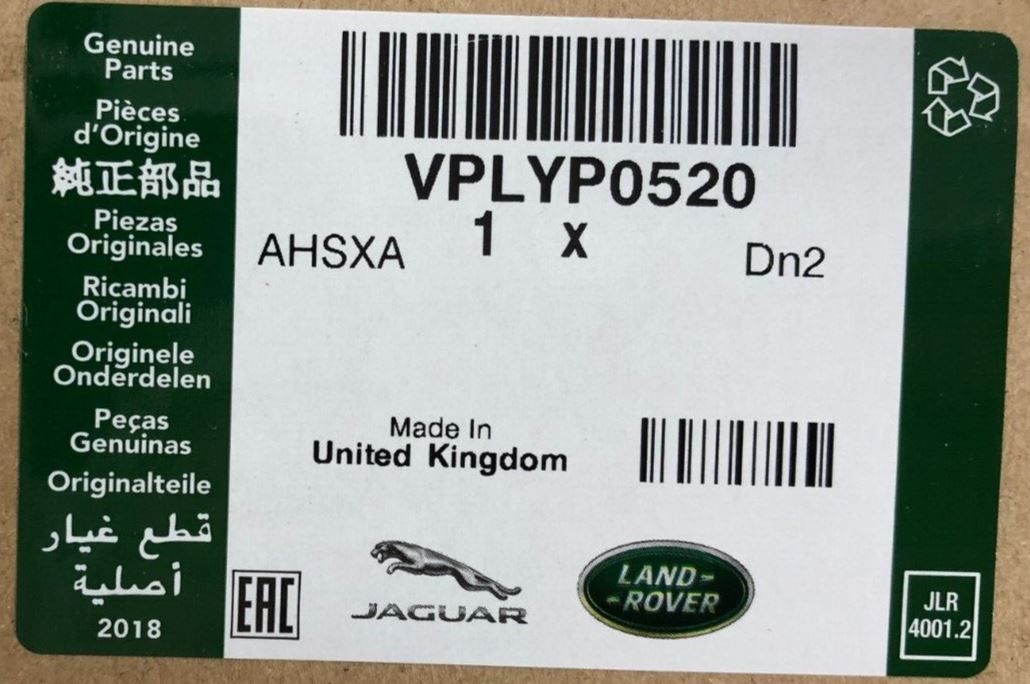 Genuine
Parts
Pièces
d'Origine
純正部品
Piezas
Originales
Ricambi
Originali
Originele
Onderdelen
Peças
Genuinas
Originalteile
قطع غيار
أصلية
2018
VPLYP0520
AHSXA 1 x Dn2
Made In
United Kingdom
EAC
JAGUAR
LAND-
-ROVER
JLR
4001.2